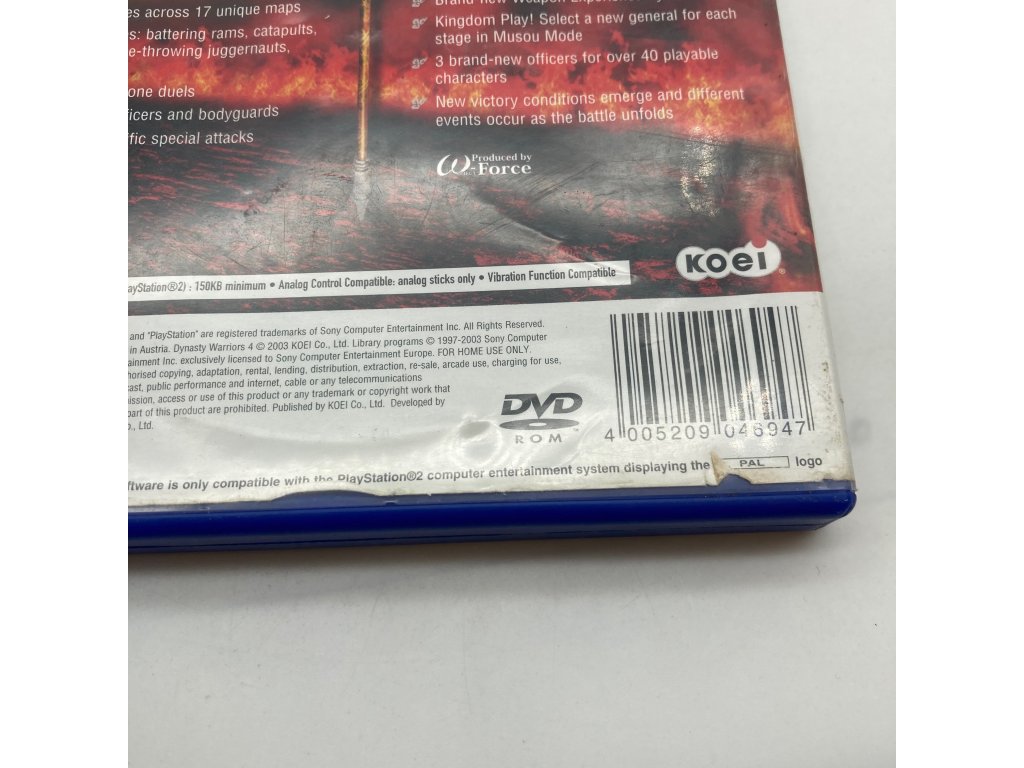 es across 17 unique maps
s: battering rams, catapults,
e-throwing juggernauts,
one duels
ficers and bodyguards
ific special attacks
Brand new Weapon
Kingdom Play! Select a new general for each
stage in Musou Mode
3 brand-new officers for over 40 playable
characters
New victory conditions emerge and different
events occur as the battle unfolds
Produced by
ω-Force
KOEI
ayStation®2) : 150KB minimum • Analog Control Compatible: analog sticks only • Vibration Function Compatible
and "PlayStation" are registered trademarks of Sony Computer Entertainment Inc. All Rights Reserved.
in Austria. Dynasty Warriors 4 © 2003 KOEI Co., Ltd. Library programs © 1997-2003 Sony Computer
ainment Inc. exclusively licensed to Sony Computer Entertainment Europe. FOR HOME USE ONLY.
horised copying, adaptation, rental, lending, distribution, extraction, re-sale, arcade use, charging for use,
ast, public performance and internet, cable or any telecommunications
ission, access or use of this product or any trademark or copyright work that
part of this product are prohibited. Published by KOEI Co., Ltd. Developed by
o., Ltd.
DVD
ROM
4 005209 046947
ftware is only compatible with the PlayStation®2 computer entertainment system displaying the PAL logo